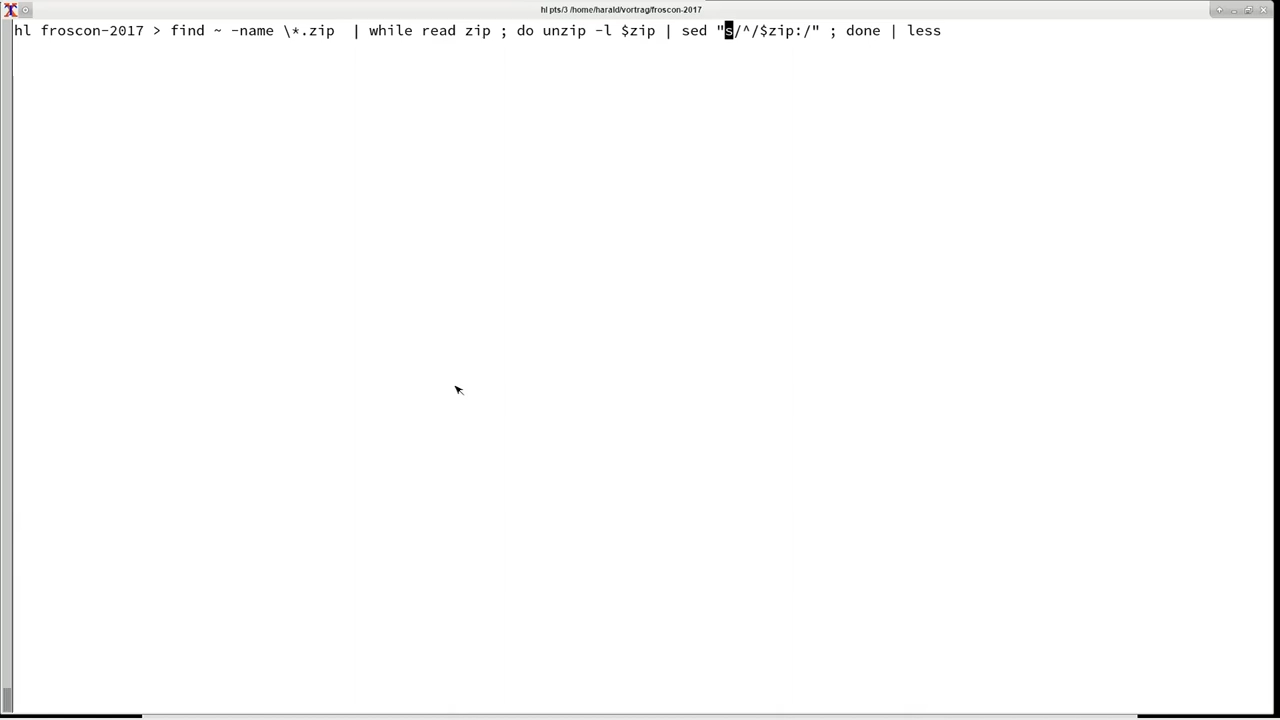 hl pts/3 /home/harald/vortrag/froscon-2017
hl froscon-2017 > find ~ -name \*.zip  | while read zip ; do unzip -l $zip | sed "s/^/$zip:/" ; done | less